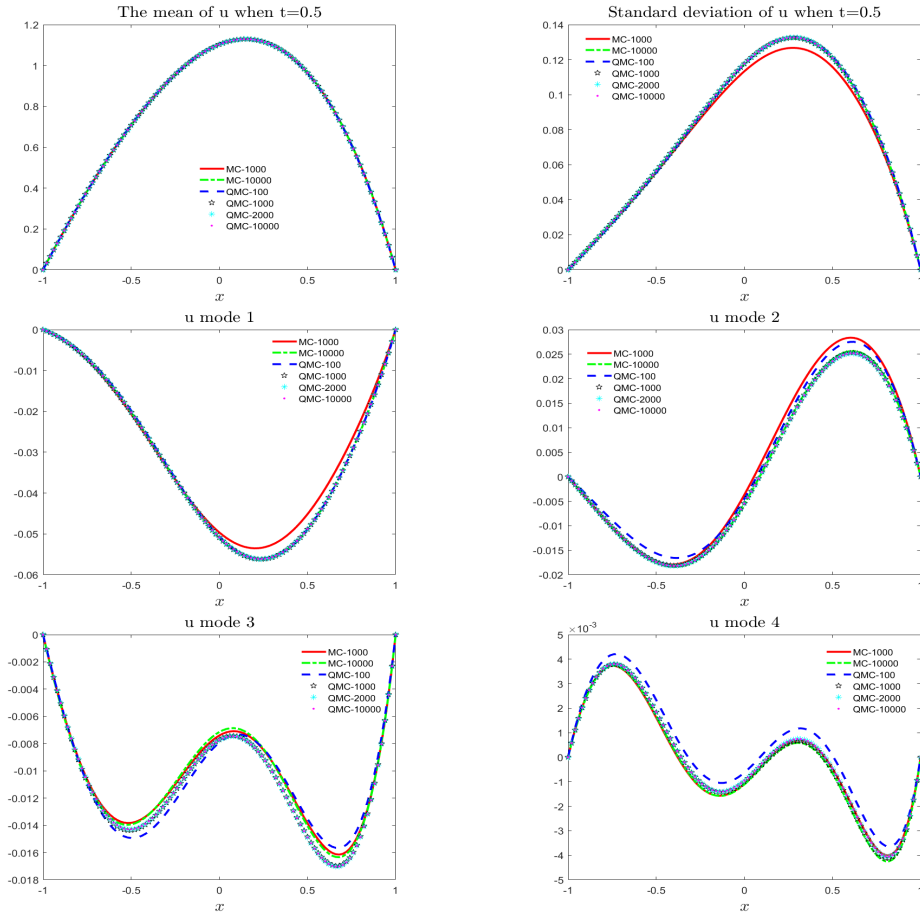 The mean of u when t=0.5
1.2
1
0.8
0.6
0.4
0.2
0
MC-1000
MC-10000
QMC-100
QMC-1000
QMC-2000
QMC-10000
-1 -0.5 0 0.5 1
x
Standard deviation of u when t=0.5
0.14
0.12
0.1
0.08
0.06
0.04
0.02
0
MC-1000
MC-10000
QMC-100
QMC-1000
QMC-2000
QMC-10000
-1 -0.5 0 0.5 1
x
u mode 1
0
-0.01
-0.02
-0.03
-0.04
-0.05
-0.06
MC-1000
MC-10000
QMC-100
QMC-1000
QMC-2000
QMC-10000
-1 -0.5 0 0.5 1
x
u mode 2
0.03
0.025
0.02
0.015
0.01
0.005
0
-0.005
-0.01
-0.015
-0.02
MC-1000
MC-10000
QMC-100
QMC-1000
QMC-2000
QMC-10000
-1 -0.5 0 0.5 1
x
u mode 3
0
-0.002
-0.004
-0.006
-0.008
-0.01
-0.012
-0.014
-0.016
-0.018
MC-1000
MC-10000
QMC-100
QMC-1000
QMC-2000
QMC-10000
-1 -0.5 0 0.5 1
x
u mode 4
×10-3
5
4
3
2
1
0
-1
-2
-3
-4
-5
MC-1000
MC-10000
QMC-100
QMC-1000
QMC-2000
QMC-10000
-1 -0.5 0 0.5 1
x